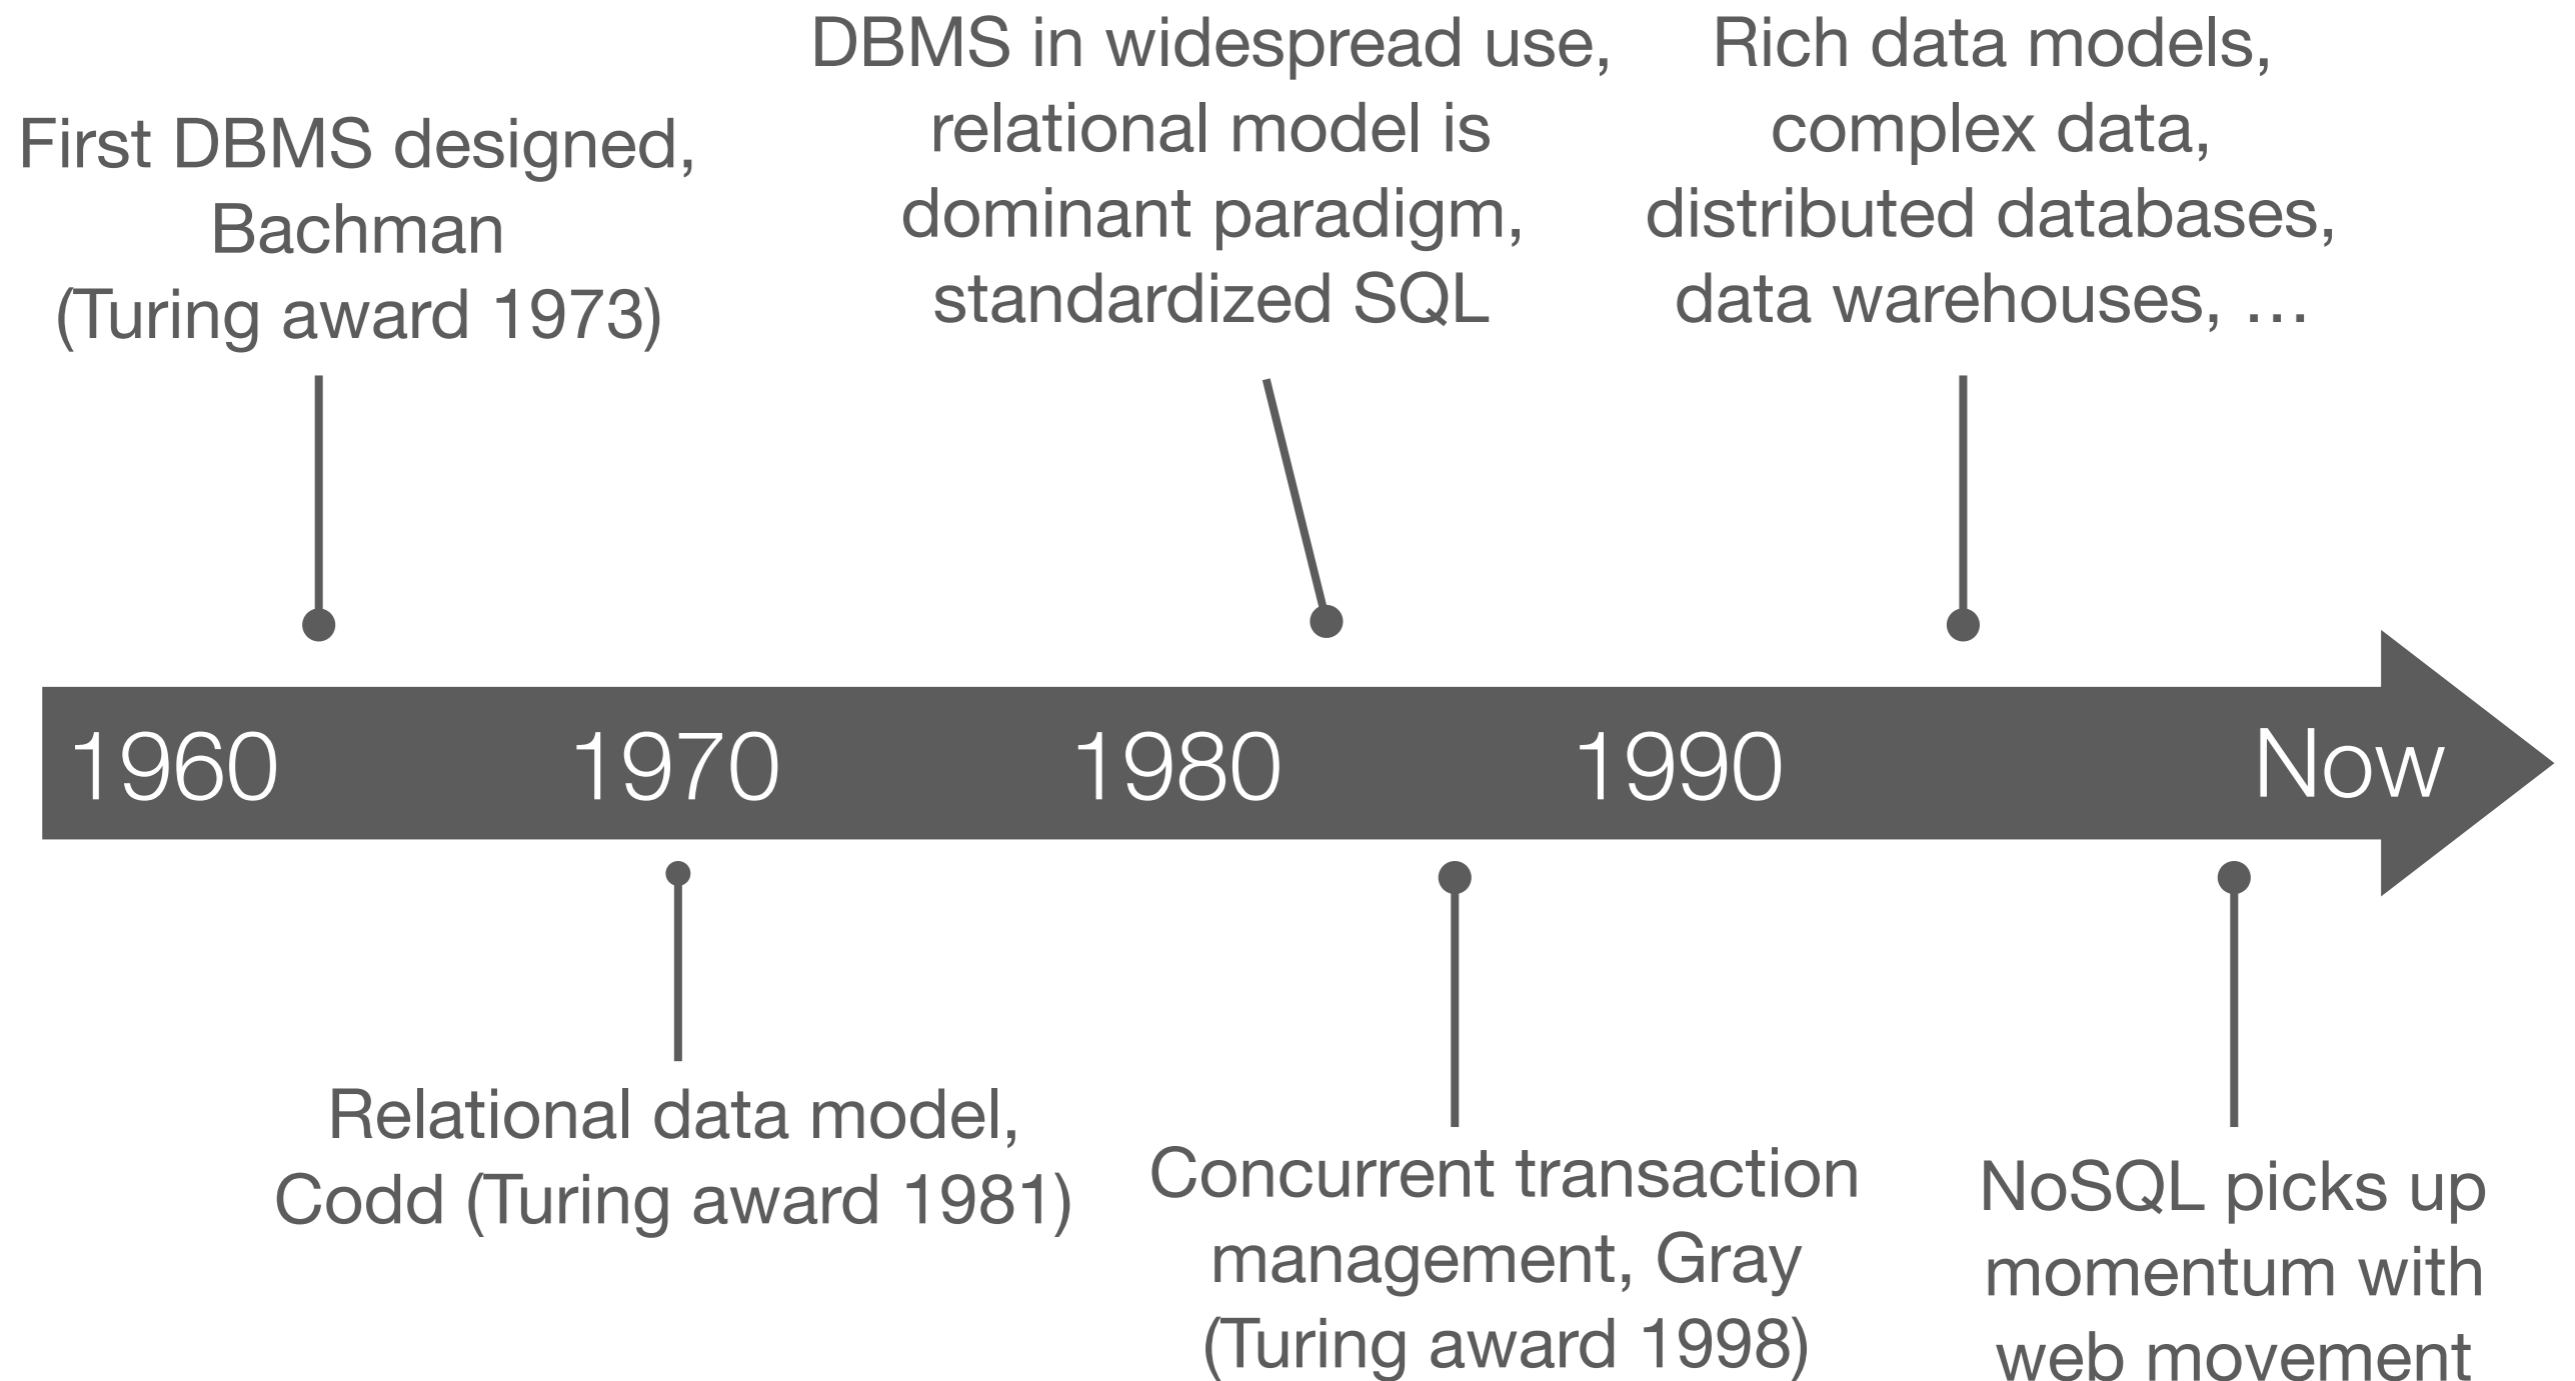 First DBMS designed,
Bachman
(Turing award 1973)
DBMS in widespread use,
relational model is
dominant paradigm,
standardized SQL
Rich data models,
complex data,
distributed databases,
data warehouses, …
1960
1970
1980
1990
Now
Relational data model,
Codd (Turing award 1981)
Concurrent transaction
management, Gray
(Turing award 1998)
NoSQL picks up
momentum with
web movement